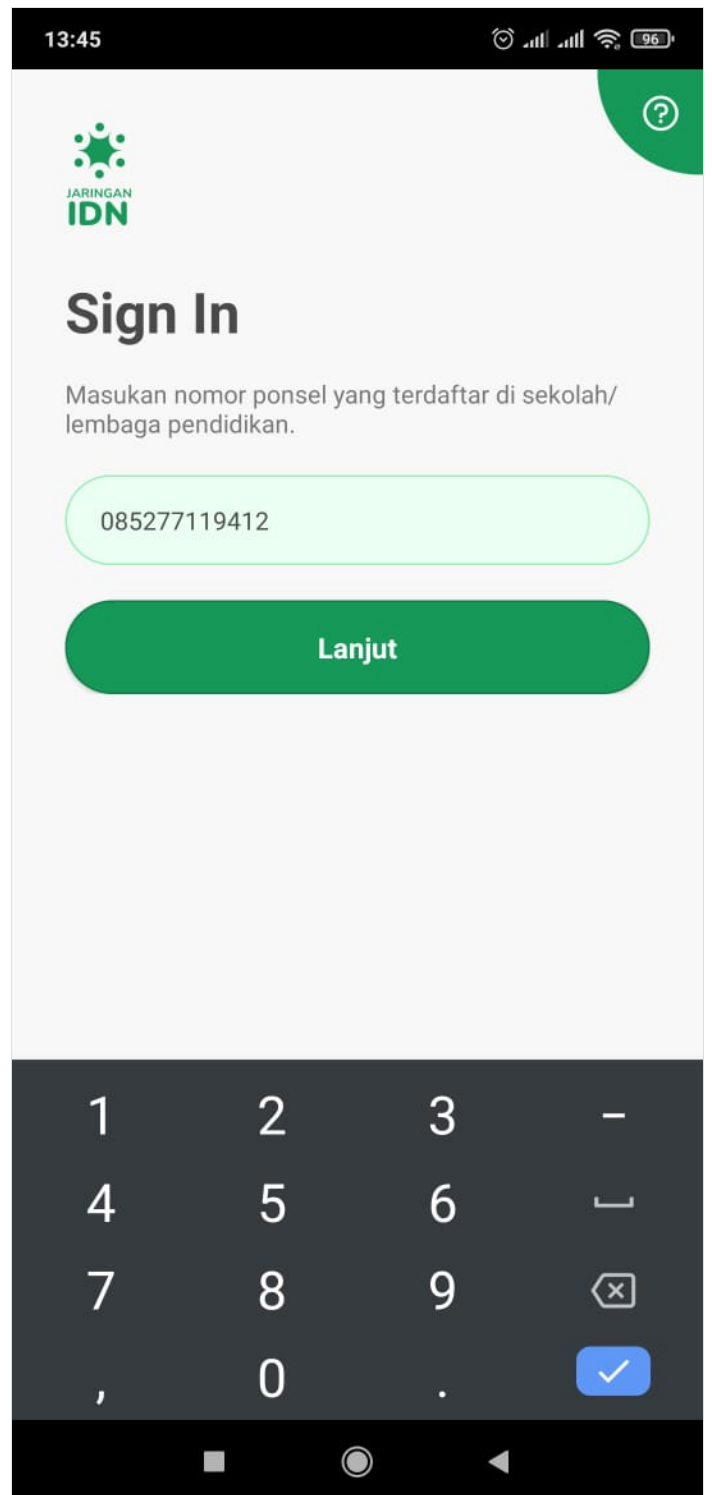 13:45
96
JARINGAN
IDN
Sign In
Masukan nomor ponsel yang terdaftar di sekolah/
lembaga pendidikan.
085277119412
Lanjut
1 2 3 -
4 5 6
7 8 9
, 0 .